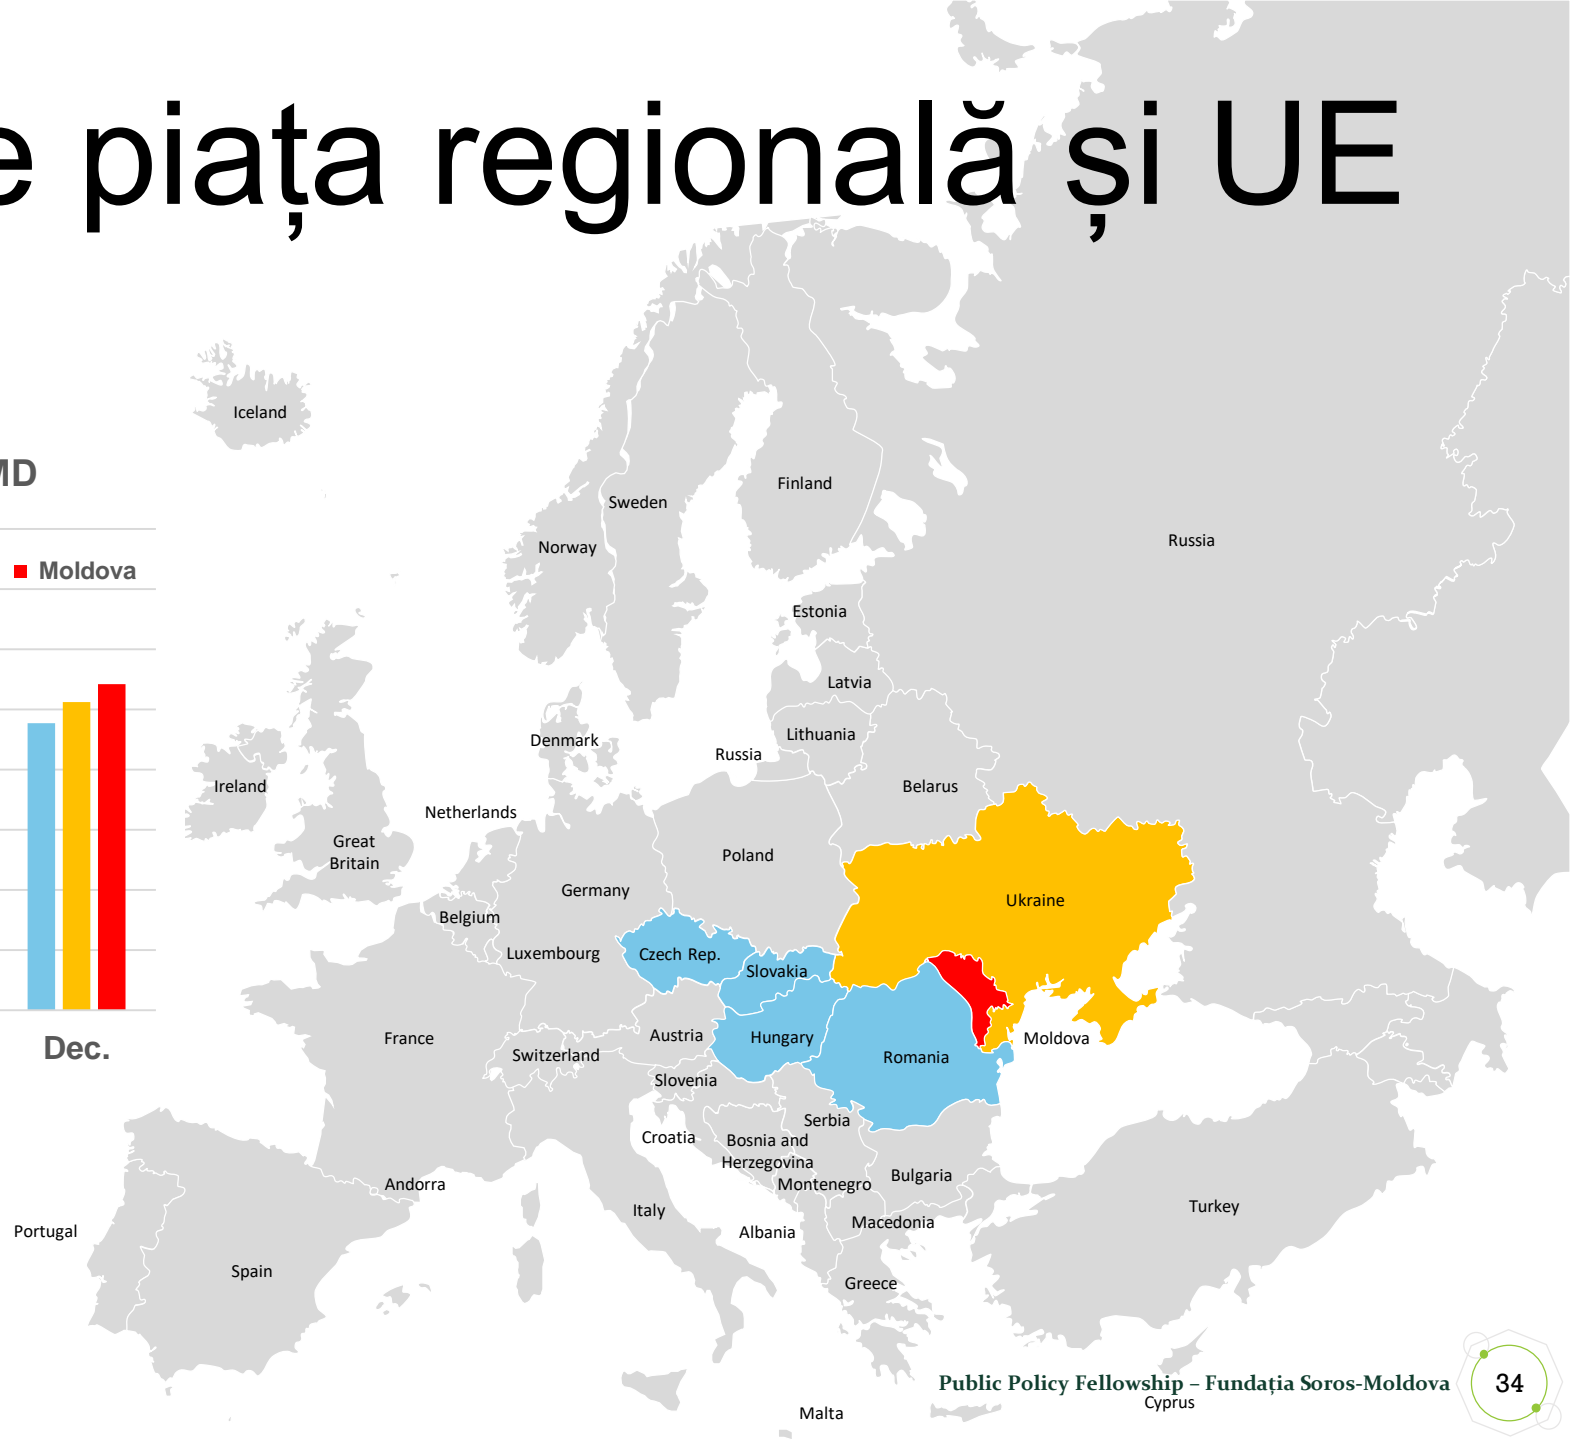 e piața regională și UE
Iceland
MD
Finland
Sweden
Russia
Norway
Moldova
Estonia
Latvia
Lithuania
Denmark
Russia
Ireland
Belarus
Netherlands
Great
Britain
Poland
Germany
Ukraine
Belgium
Luxembourg
Czech Rep.
Slovakia
France
Austria
Hungary
Moldova
Dec.
Switzerland
Romania
Slovenia
Serbia
Croatia
Bosnia and
Herzegovina
Bulgaria
Andorra
Montenegro
Turkey
Italy
Macedonia
Portugal
Albania
Spain
Greece
Public Policy Fellowship – Fundația Soros-Moldova
34
Cyprus
Malta